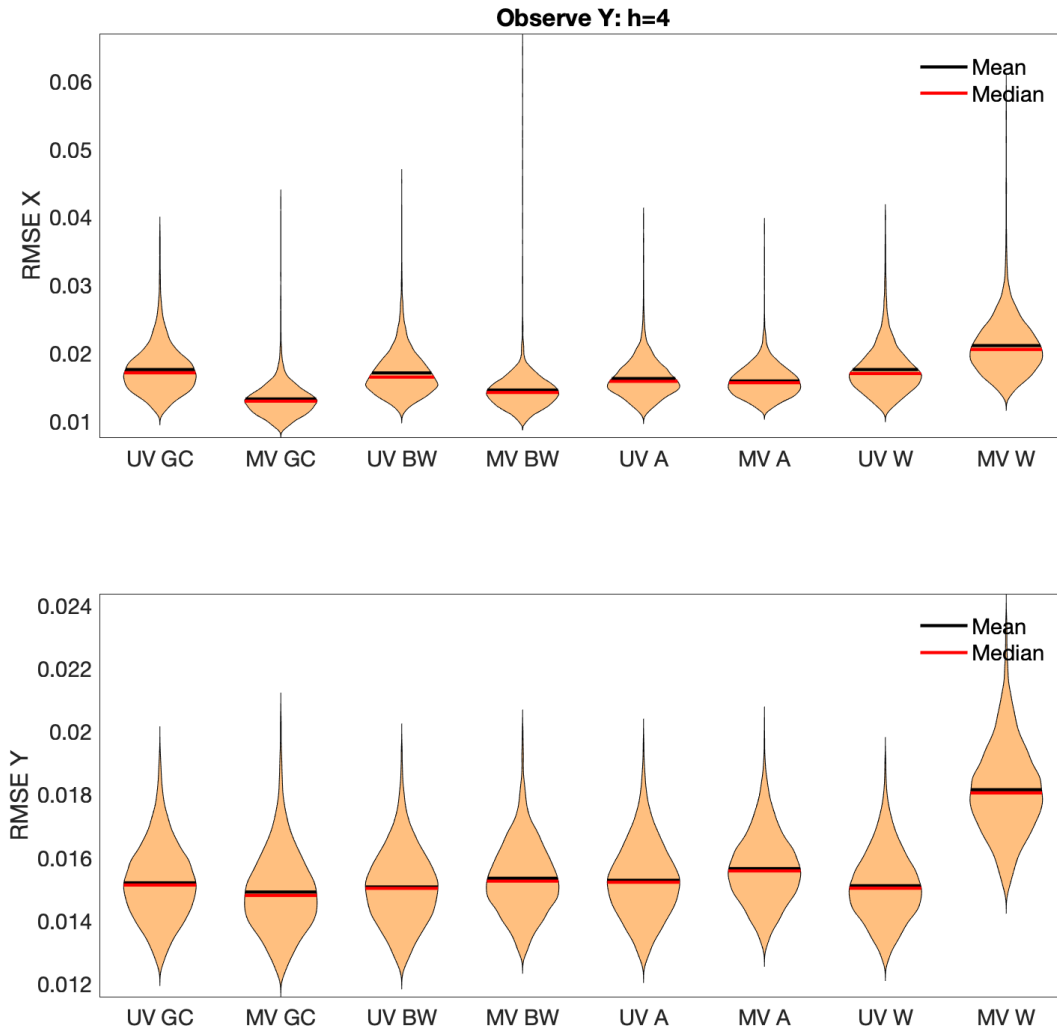 Observe Y: h=4
Mean
Median
RMSE X
0.06
0.05
0.04
0.03
0.02
0.01
UV GC MV GC UV BW MV BW UV A MV A UV W MV W
Mean
Median
RMSE Y
0.024
0.022
0.02
0.018
0.016
0.014
0.012
UV GC MV GC UV BW MV BW UV A MV A UV W MV W